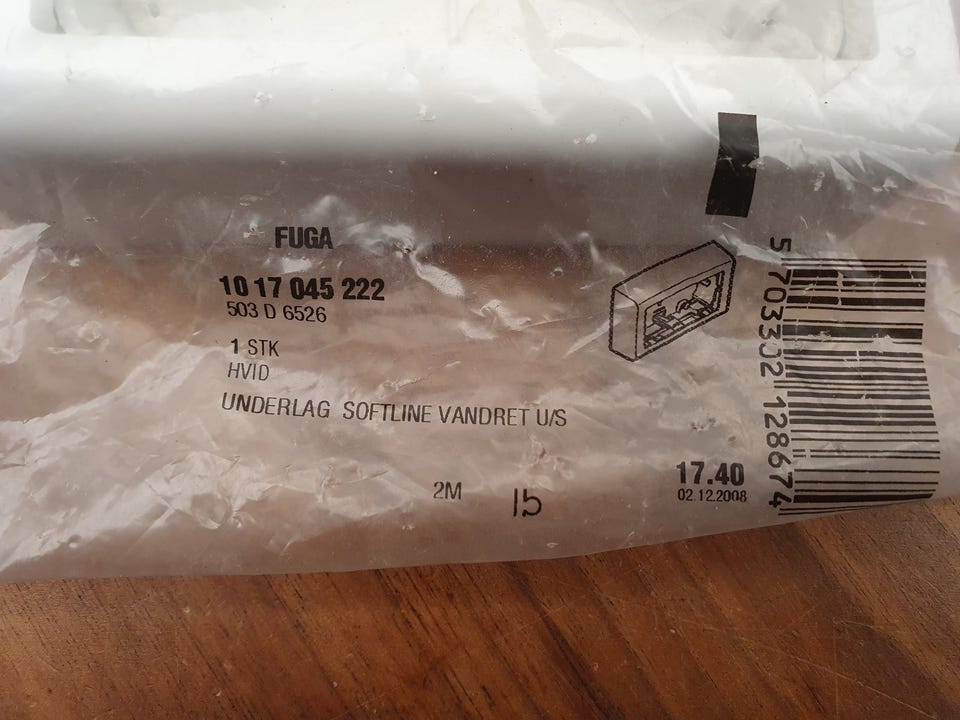 FUGA
10 17 045 222
503 D 6526
1 STK
HVID
UNDERLAG SOFTLINE VANDRET U/S
2M
15
17.40
02.12.2008
5 703302 128674